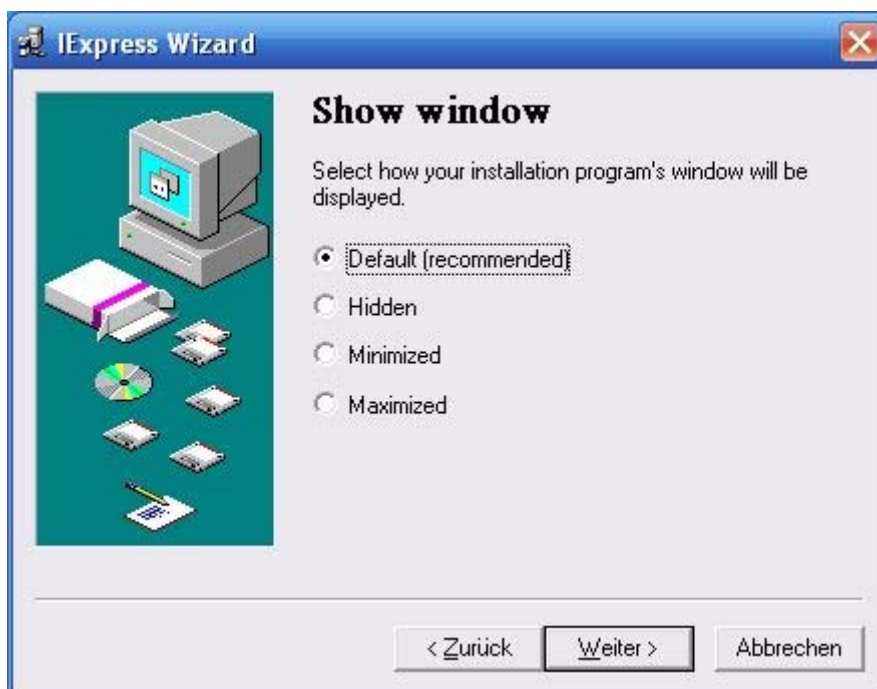 IExpress Wizard
Show window
Select how your installation program's window will be
displayed.
Default (recommended)
Hidden
Minimized
Maximized
< Zurück
Weiter >
Abbrechen